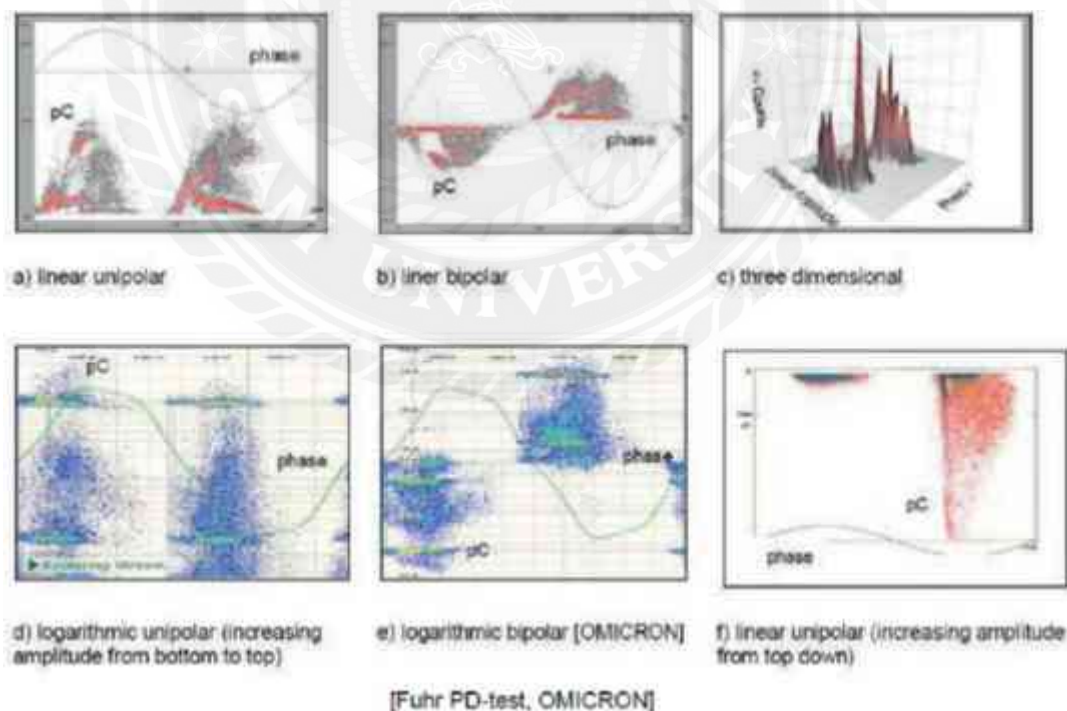 phase
pC
a) linear unipolar
phase
pC
b) liner bipolar
c) three dimensional
pC
phase
d) logarithmic unipolar (increasing
amplitude from bottom to top)
phase
pC
e) logarithmic bipolar [OMICRON]
pC
phase
f) linear unipolar (increasing amplitude
from top down)
[Fuhr PD-test, OMICRON]
UNIVERSITY